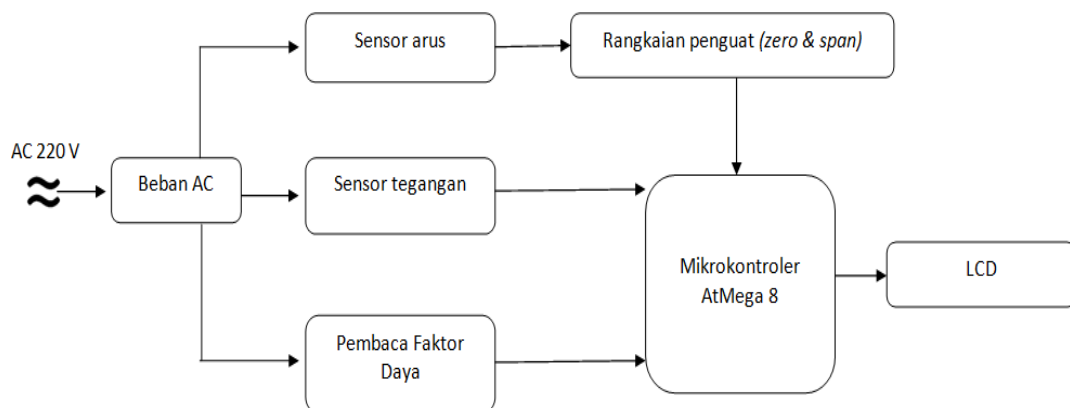 Sensor arus
Rangkaian penguat (zero & span)
AC 220 V
Beban AC
Sensor tegangan
Mikrokontroler
AtMega 8
LCD
Pembaca Faktor
Daya